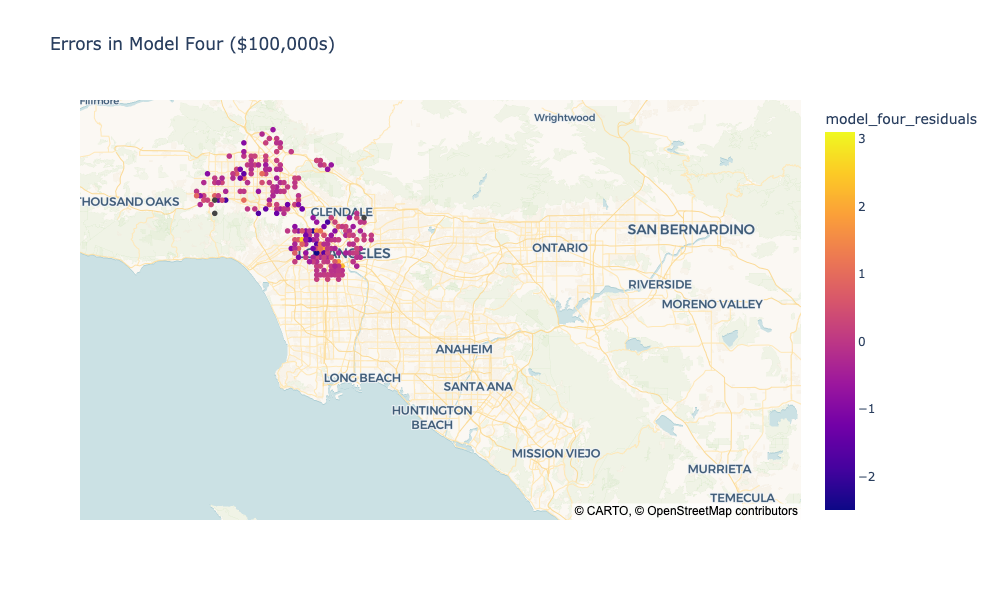 Errors in Model Four ($100,000s)
Fillmore
Wrightwood
THOUSAND OAKS
GLENDALE
ANGELES
ONTARIO
SAN BERNARDINO
RIVERSIDE
MORENO VALLEY
ANAHEIM
LONG BEACH
SANTA ANA
HUNTINGTON
BEACH
MISSION VIEJO
MURRIETA
TEMECULA
© CARTO, © OpenStreetMap contributors
model_four_residuals
3
2
1
0
−1
−2